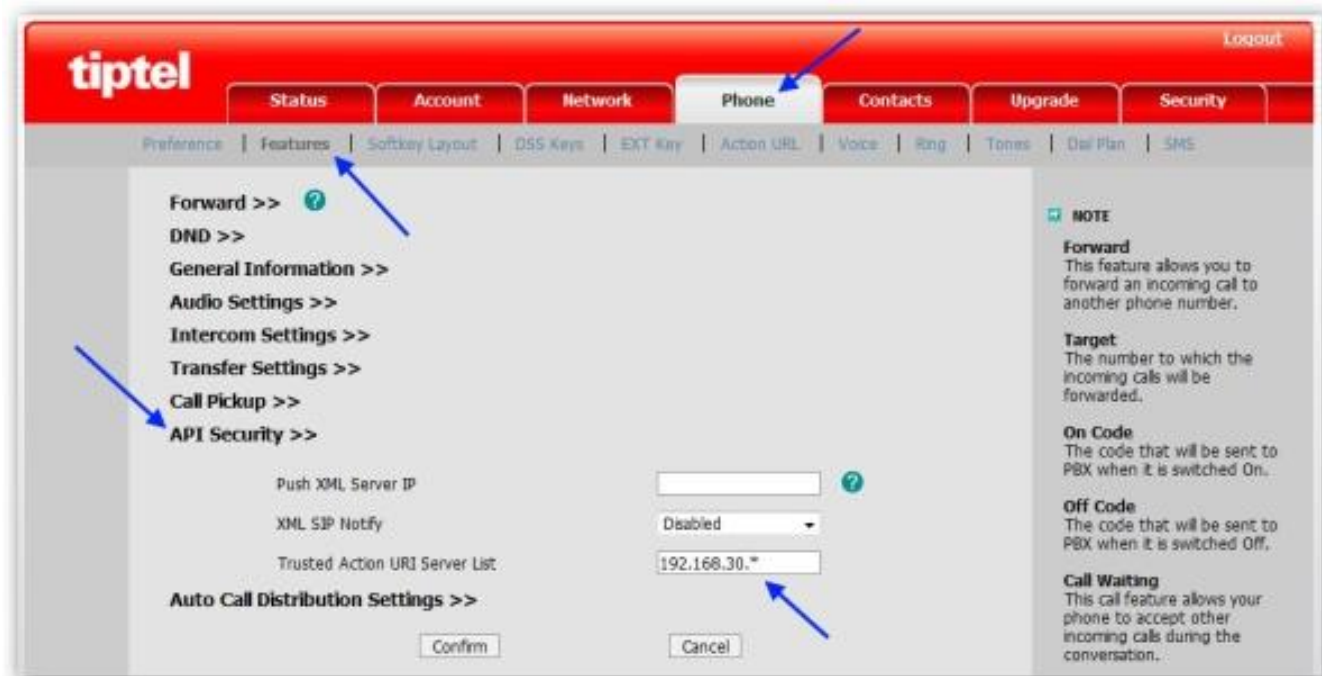 Logout
tiptel
Status Account Network Phone Contacts Upgrade Security
Preference | Features | Softkey Layout | DSS Keys | EXT Key | Action URL | Voice | Ring | Tones | Dial Plan | SMS
Forward >> ?
DND >>
General Information >>
Audio Settings >>
Intercom Settings >>
Transfer Settings >>
Call Pickup >>
API Security >>
Push XML Server IP ?
XML SIP Notify Disabled
Trusted Action URI Server List 192.168.30.*
Auto Call Distribution Settings >>
Confirm Cancel
NOTE
Forward
This feature allows you to
forward an incoming call to
another phone number.
Target
The number to which the
incoming calls will be
forwarded.
On Code
The code that will be sent to
PBX when it is switched On.
Off Code
The code that will be sent to
PBX when it is switched Off.
Call Waiting
This call feature allows your
phone to accept other
incoming calls during the
conversation.